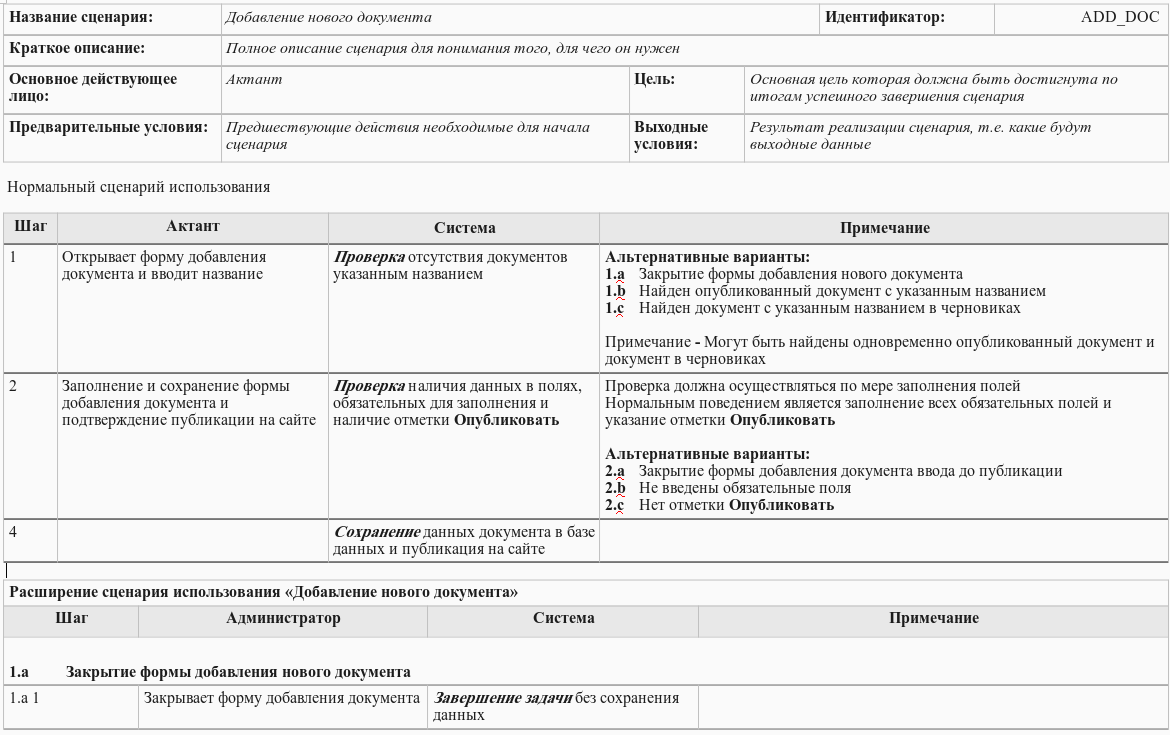 Название сценария: Добавление нового документа Идентификатор: ADD_DOC
Краткое описание: Полное описание сценария для понимания того, для чего он нужен
Основное действующее
лицо:
Актант
Цель:
Основная цель которая должна быть достигнута по
итогам успешного завершения сценария
Предварительные условия:
Предшествующие действия необходимые для начала
сценария
Выходные
условия:
Результат реализации сценария, т.е. какие будут
выходные данные
Нормальный сценарий использования
Шаг Актант Система Примечание
1
Открывает форму добавления
документа и вводит название
Проверка отсутствия документов
указанным названием
Альтернативные варианты:
1.a Закрытие формы добавления нового документа
1.b Найден опубликованный документ с указанным названием
1.c Найден документ с указанным названием в черновиках
Примечание - Могут быть найдены одновременно опубликованный документ и
документ в черновиках
2
Заполнение и сохранение формы
добавления документа и
подтверждение публикации на сайте
Проверка наличия данных в полях,
обязательных для заполнения и
наличие отметки Опубликовать
Проверка должна осуществляться по мере заполнения полей
Нормальным поведением является заполнение всех обязательных полей и
указание отметки Опубликовать
Альтернативные варианты:
2.a Закрытие формы добавления документа ввода до публикации
2.b Не введены обязательные поля
2.c Нет отметки Опубликовать
4
Сохранение данных документа в базе
данных и публикация на сайте
Расширение сценария использования «Добавление нового документа»
Шаг Администратор Система Примечание
1.a Закрытие формы добавления нового документа
1.a 1
Закрывает форму добавления документа
Завершение задачи без сохранения
данных